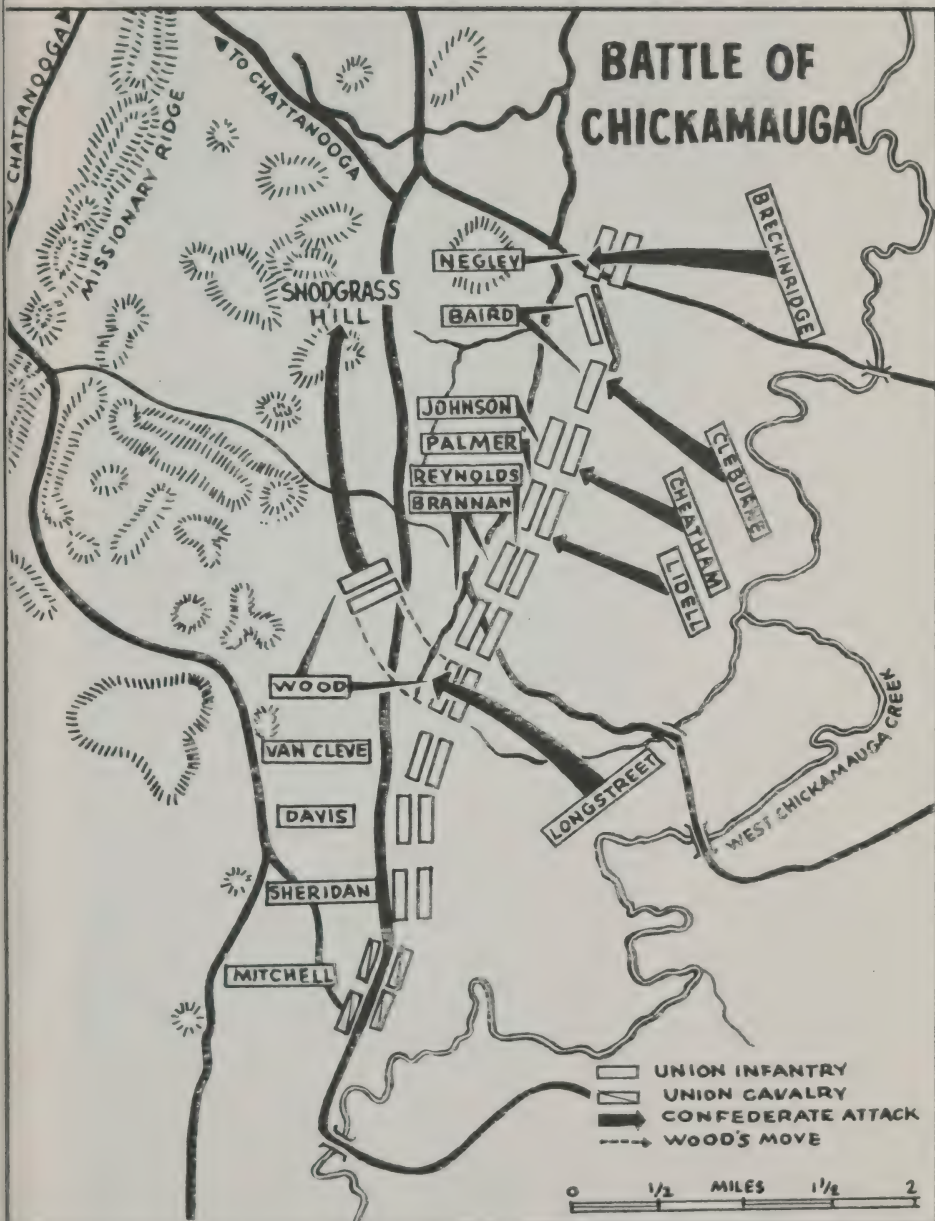 BATTLE OF
CHICKAMAUGA
CHATTANOOGA
TO CHATTANOOGA
MISSIONARY RIDGE
SNODGRASS
HILL
NEGLEY
BAIRD
BRECKINRIDGE
JOHNSON
PALMER
REYNOLDS
BRANNAN
CLEBURNE
CHEATHAM
LIDELL
WOOD
VAN CLEVE
LONGSTREET
WEST CHICKAMAUGA CREEK
DAVIS
SHERIDAN
MITCHELL
UNION INFANTRY
UNION CAVALRY
CONFEDERATE ATTACK
WOOD'S MOVE
0 1/2 MILES 1 1/2 2